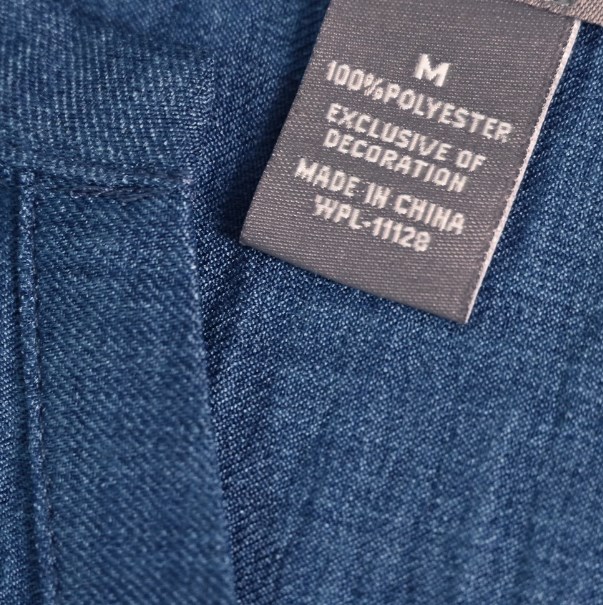 M
100%POLYESTER
EXCLUSIVE OF
DECORATION
MADE IN CHINA
WPL-11128